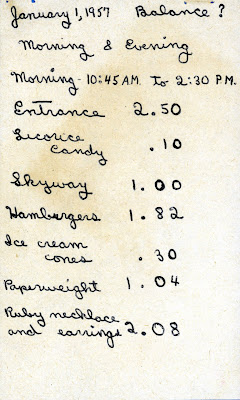 January 1, 1957 Balance?
Morning & Evening
Morning - 10:45 A.M. to 2:30 P.M.
Entrance 2.50
Licorice
Candy .10
Skyway 1.00
Hamburgers 1.82
Ice cream
cones .30
Paperweight 1.04
Ruby necklace
and earrings 2.08